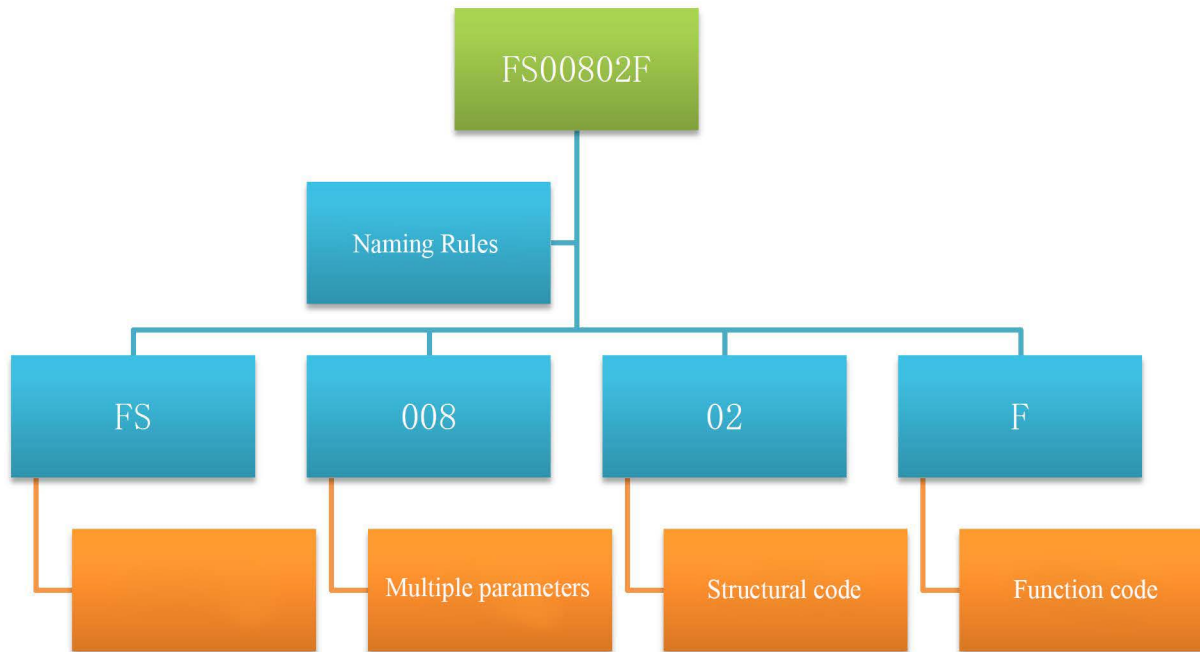 FS00802F
Naming Rules
FS
008
02
F
Multiple parameters
Structural code
Function code